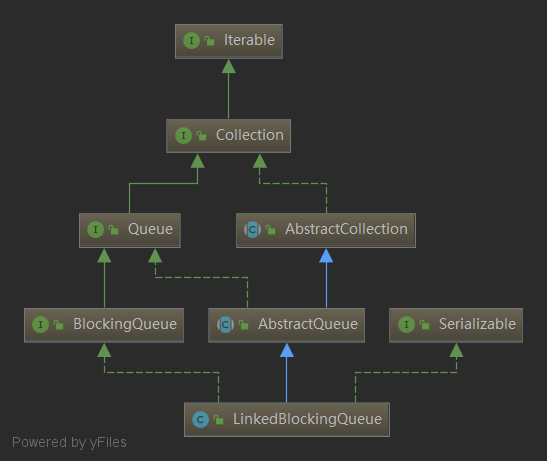 I Iterable
I Collection
I Queue
C AbstractCollection
I BlockingQueue
C AbstractQueue
I Serializable
C LinkedBlockingQueue
Powered by yFiles